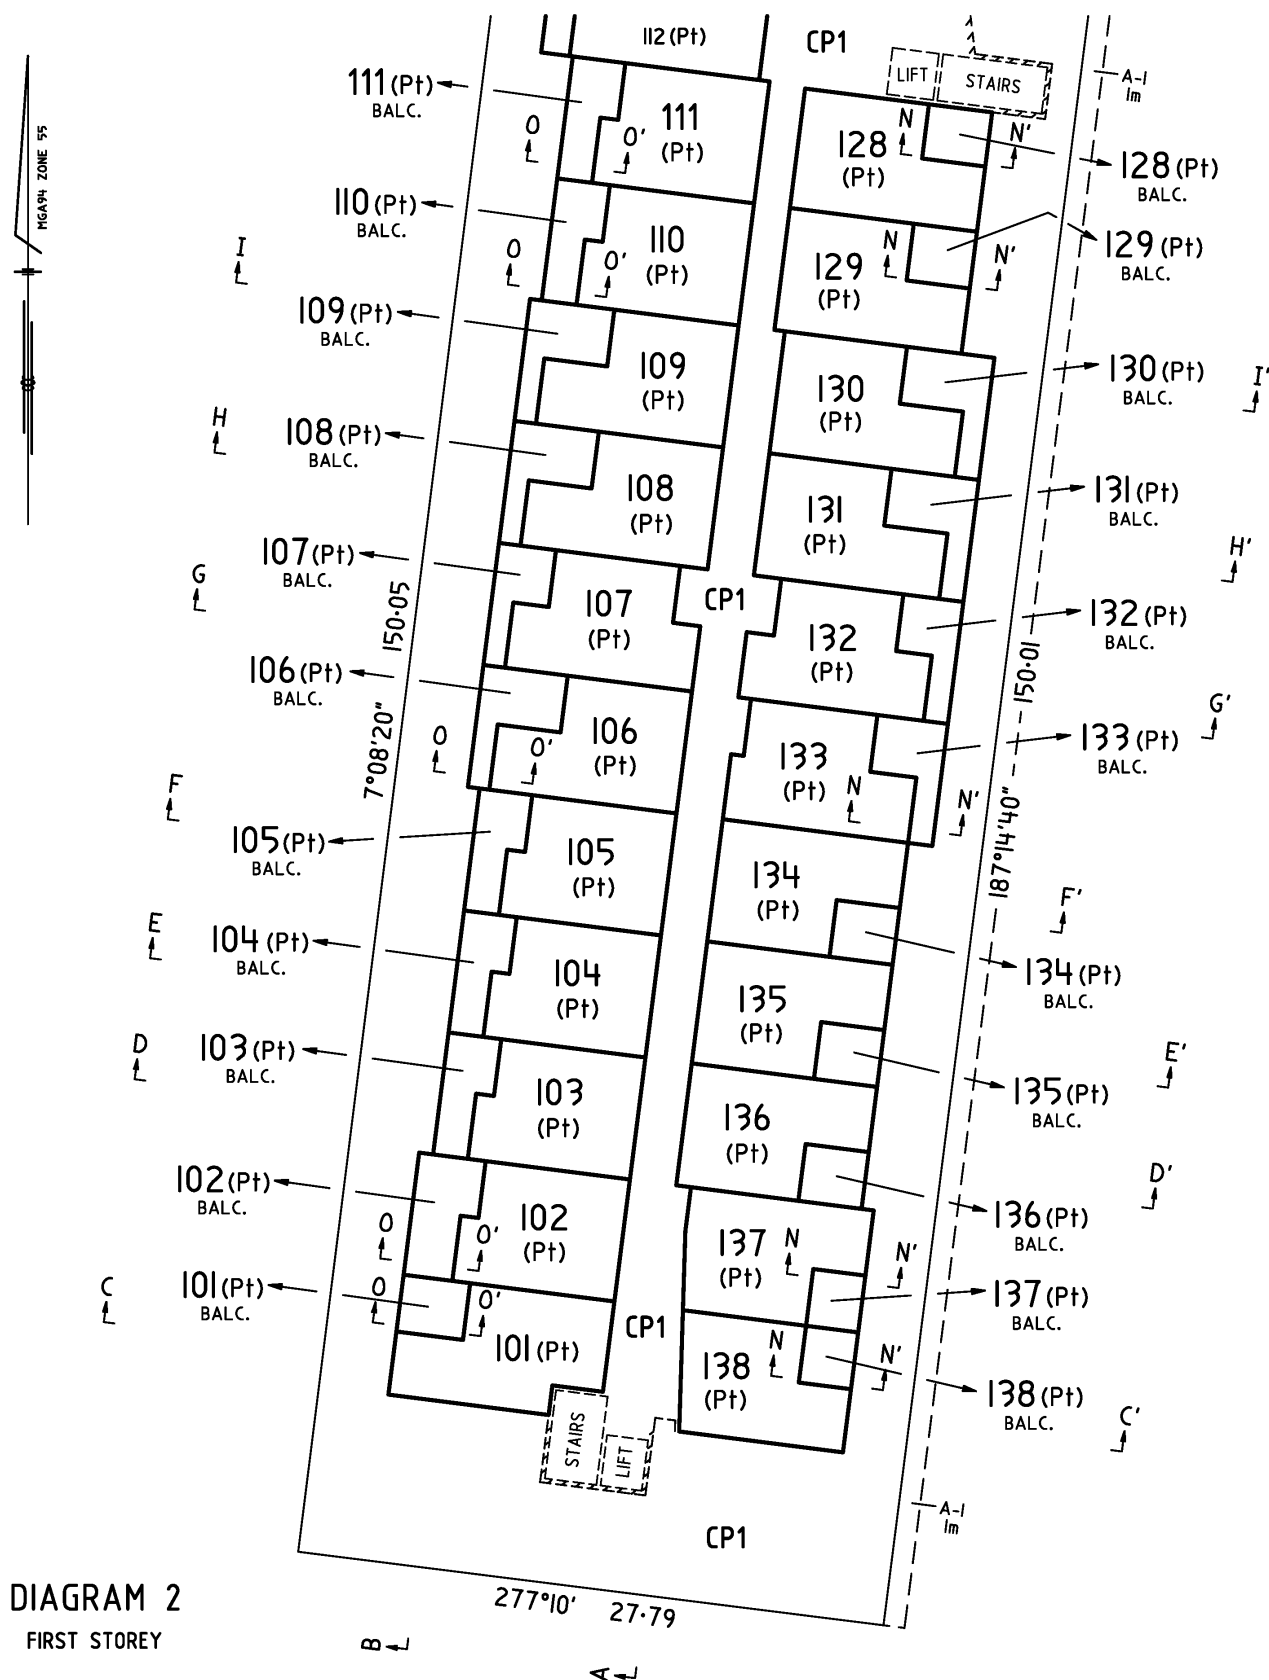 112 (Pt)
CP1
LIFT
STAIRS
A-1
1m
MGA94 ZONE 55
111 (Pt)
BALC.
O
O'
111
(Pt)
N
N'
128
(Pt)
128 (Pt)
BALC.
110 (Pt)
BALC.
O
O'
110
(Pt)
N
N'
129
(Pt)
129 (Pt)
BALC.
I
109 (Pt)
BALC.
109
(Pt)
130
(Pt)
130 (Pt)
BALC.
I'
H
108 (Pt)
BALC.
108
(Pt)
131
(Pt)
131 (Pt)
BALC.
H'
G
107 (Pt)
BALC.
150·05
107
(Pt)
CP1
132
(Pt)
132 (Pt)
BALC.
150·01
106 (Pt)
BALC.
7°08'20"
O
O'
106
(Pt)
133
(Pt)
N
N'
133 (Pt)
BALC.
G'
F
105 (Pt)
BALC.
105
(Pt)
134
(Pt)
187°14'40"
F'
134 (Pt)
BALC.
E
104 (Pt)
BALC.
104
(Pt)
135
(Pt)
E'
135 (Pt)
BALC.
D
103 (Pt)
BALC.
103
(Pt)
136
(Pt)
D'
136 (Pt)
BALC.
102 (Pt)
BALC.
O
O'
102
(Pt)
137
(Pt)
N
N'
137 (Pt)
BALC.
C
101 (Pt)
BALC.
O
O'
101 (Pt)
CP1
138
(Pt)
N
N'
138 (Pt)
BALC.
C'
STAIRS
LIFT
A-1
1m
CP1
277°10' 27·79
DIAGRAM 2
FIRST STOREY
B
A